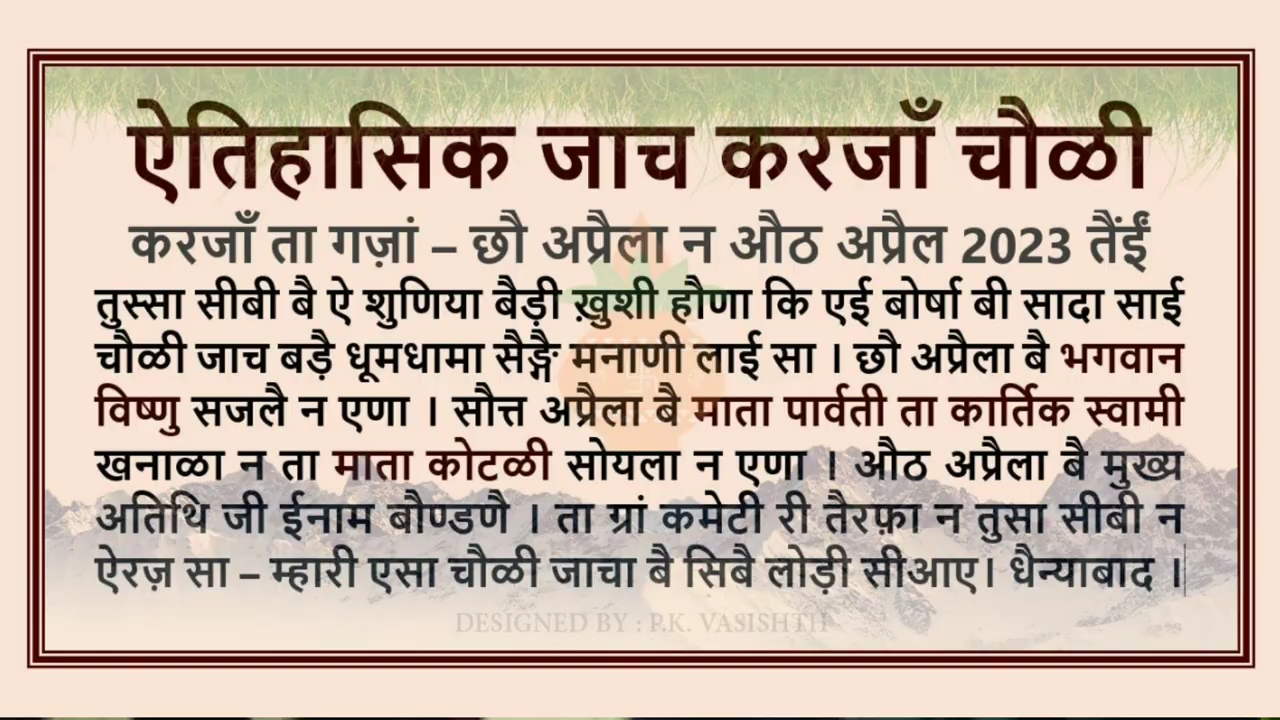 ऐतिहासिक जाच करजाँ चौळी
करजाँ ता गज़ां – छौ अप्रैला न औठ अप्रैल 2023 तैंईं
तुस्सा सीबी बै ऐ शुणिया बैड़ी ख़ुशी हौणा कि एई बोर्षा बी सादा साई
चौळी जाच बड़ै धूमधामा सैङ्गै मनाणी लाई सा । छौ अप्रैला बै भगवान
विष्णु सजलै न एणा । सौत्त अप्रैला बै माता पार्वती ता कार्तिक स्वामी
खनाळा न ता माता कोटळी सोयला न एणा । औठ अप्रैला बै मुख्य
अतिथि जी ईनाम बौण्डणै । ता ग्रां कमेटी री तैरफ़ा न तुसा सीबी न
ऐरज़ सा – म्हारी एसा चौळी जाचा बै सिबै लोड़ी सीआए। धैन्याबाद ।
DESIGNED BY : P.K. VASISHTH